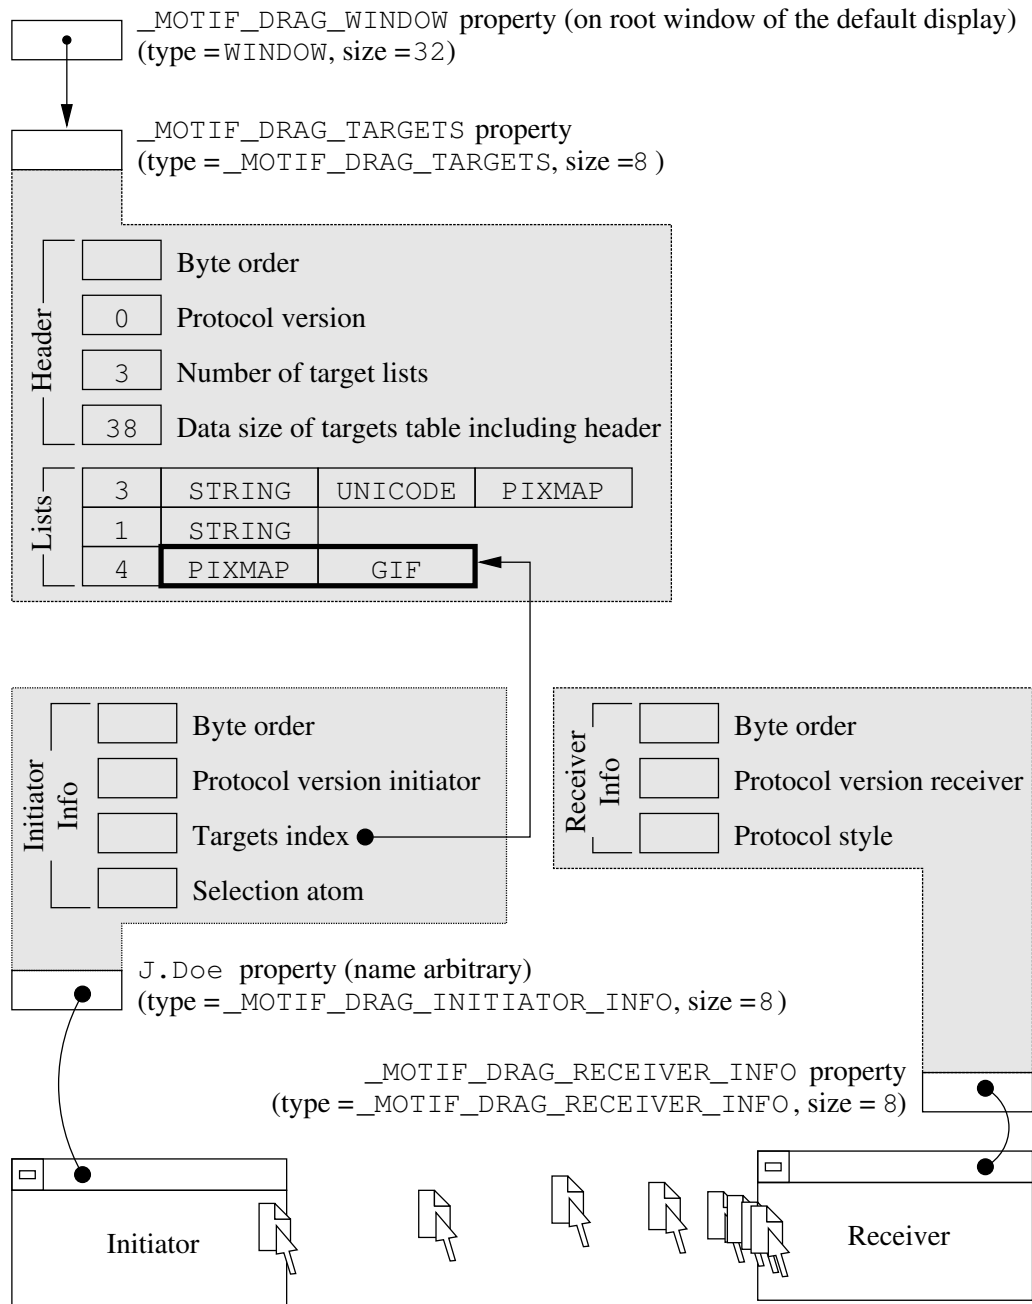 _MOTIF_DRAG_WINDOW property (on root window of the default display)
(type = WINDOW, size = 32)
_MOTIF_DRAG_TARGETS property
(type = _MOTIF_DRAG_TARGETS, size =8 )
Header
Byte order
0 Protocol version
3 Number of target lists
38 Data size of targets table including header
Lists
3 STRING UNICODE PIXMAP
1 STRING
4 PIXMAP GIF
Initiator
Info
Byte order
Protocol version initiator
Targets index
Selection atom
Receiver
Info
Byte order
Protocol version receiver
Protocol style
J.Doe property (name arbitrary)
(type = _MOTIF_DRAG_INITIATOR_INFO, size = 8)
_MOTIF_DRAG_RECEIVER_INFO property
(type = _MOTIF_DRAG_RECEIVER_INFO, size = 8)
Initiator
Receiver